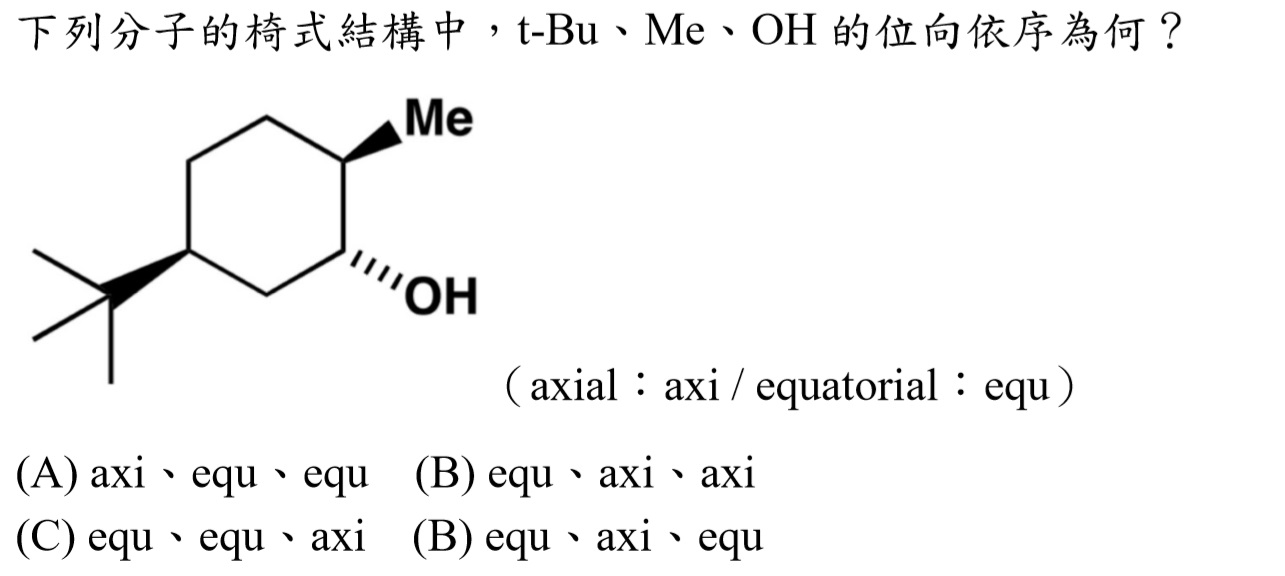 下列分子的椅式結構中，t-Bu、Me、OH 的位向依序為何？
Me
OH
（axial：axi / equatorial：equ）
(A) axi、equ、equ (B) equ、axi、axi
(C) equ、equ、axi (B) equ、axi、equ